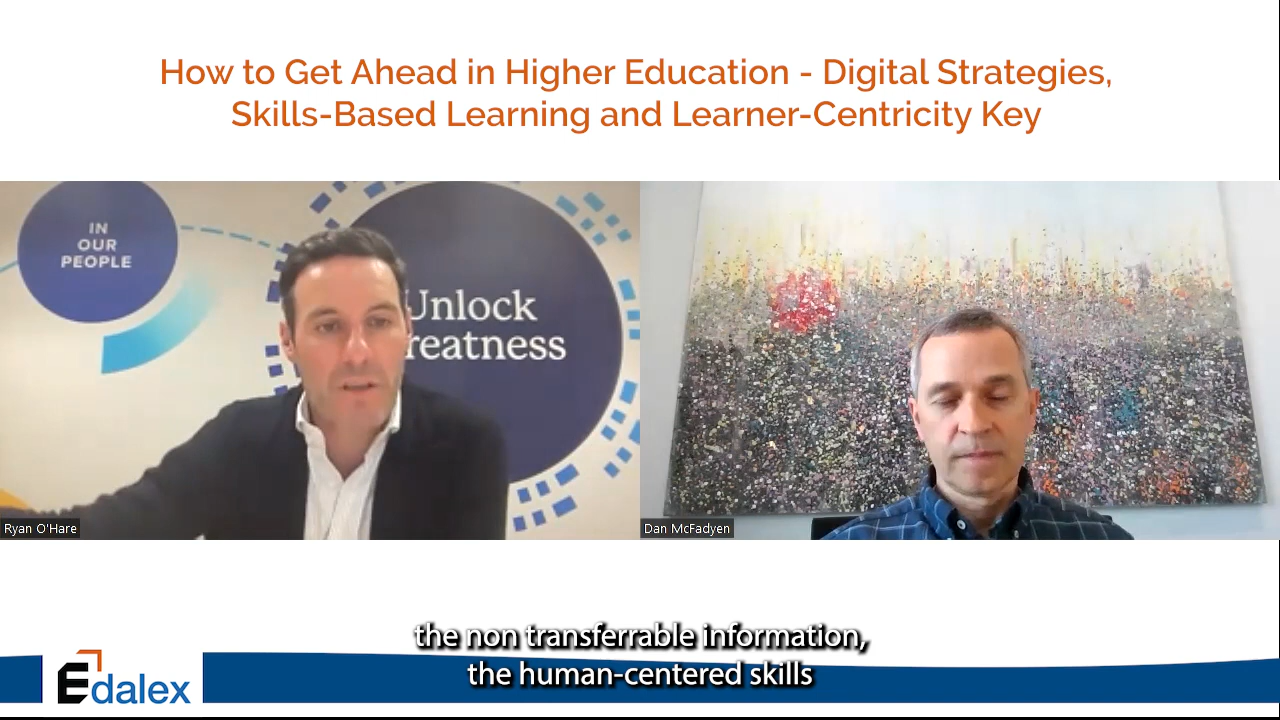 How to Get Ahead in Higher Education - Digital Strategies,
Skills-Based Learning and Learner-Centricity Key
IN
OUR
PEOPLE
Unlock
reatness
Ryan O'Hare
Dan McFadyen
the non transferrable information,
the human-centered skills
Edalex